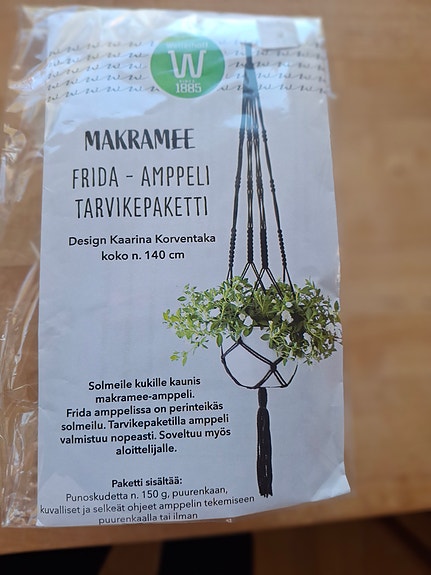 Wetterhoff
W
SINCE
1885
MAKRAMEE
FRIDA - AMPPELI
TARVIKEPAKETTI
Design Kaarina Korventaka
koko n. 140 cm
Solmeile kukille kaunis
makramee-amppeli.
Frida amppelissa on perinteikäs
solmeilu. Tarvikepaketilla amppeli
valmistuu nopeasti. Soveltuu myös
aloittelijalle.
Paketti sisältää:
Punoskudetta n. 150 g, puurenkaan,
kuvalliset ja selkeät ohjeet amppelin tekemiseen
puurenkaalla tai ilman